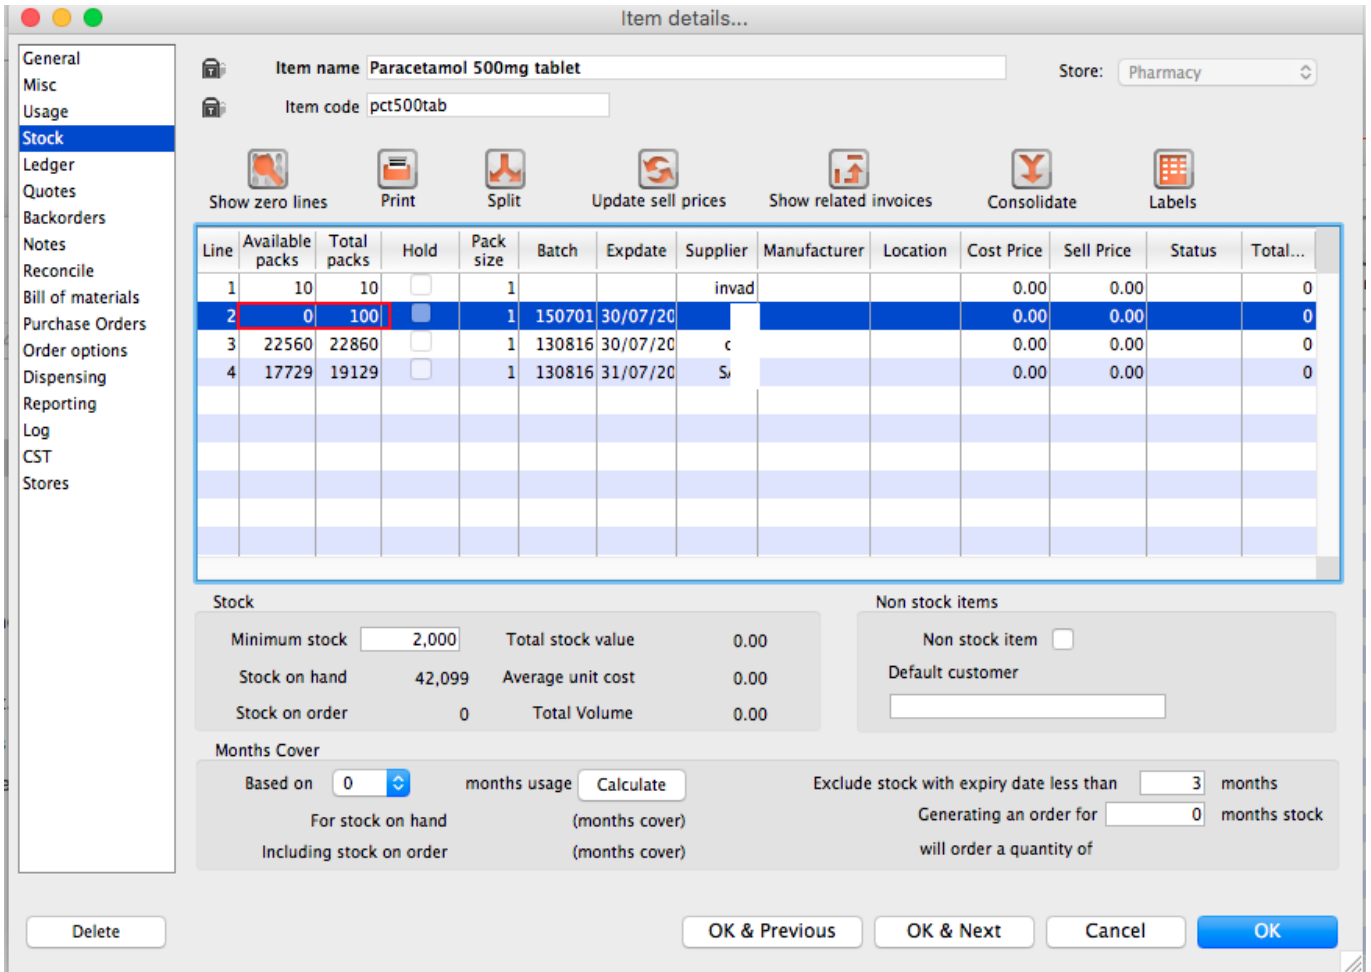 Item details...
General
Misc
Usage
Stock
Ledger
Quotes
Backorders
Notes
Reconcile
Bill of materials
Purchase Orders
Order options
Dispensing
Reporting
Log
CST
Stores
Item name Paracetamol 500mg tablet Store: Pharmacy
Item code pct500tab
Show zero lines Print Split Update sell prices Show related invoices Consolidate Labels
Line Available packs Total packs Hold Pack size Batch Expdate Supplier Manufacturer Location Cost Price Sell Price Status Total...
1 10 10 1 invad 0.00 0.00 0
2 0 100 1 150701 30/07/20 0.00 0.00 0
3 22560 22860 1 130816 30/07/20 0.00 0.00 0
4 17729 19129 1 130816 31/07/20 0.00 0.00 0
Stock Non stock items
Minimum stock 2,000 Total stock value 0.00 Non stock item
Stock on hand 42,099 Average unit cost 0.00 Default customer
Stock on order 0 Total Volume 0.00
Months Cover
Based on 0 months usage Calculate Exclude stock with expiry date less than 3 months
For stock on hand (months cover) Generating an order for 0 months stock
Including stock on order (months cover) will order a quantity of
Delete OK & Previous OK & Next Cancel OK